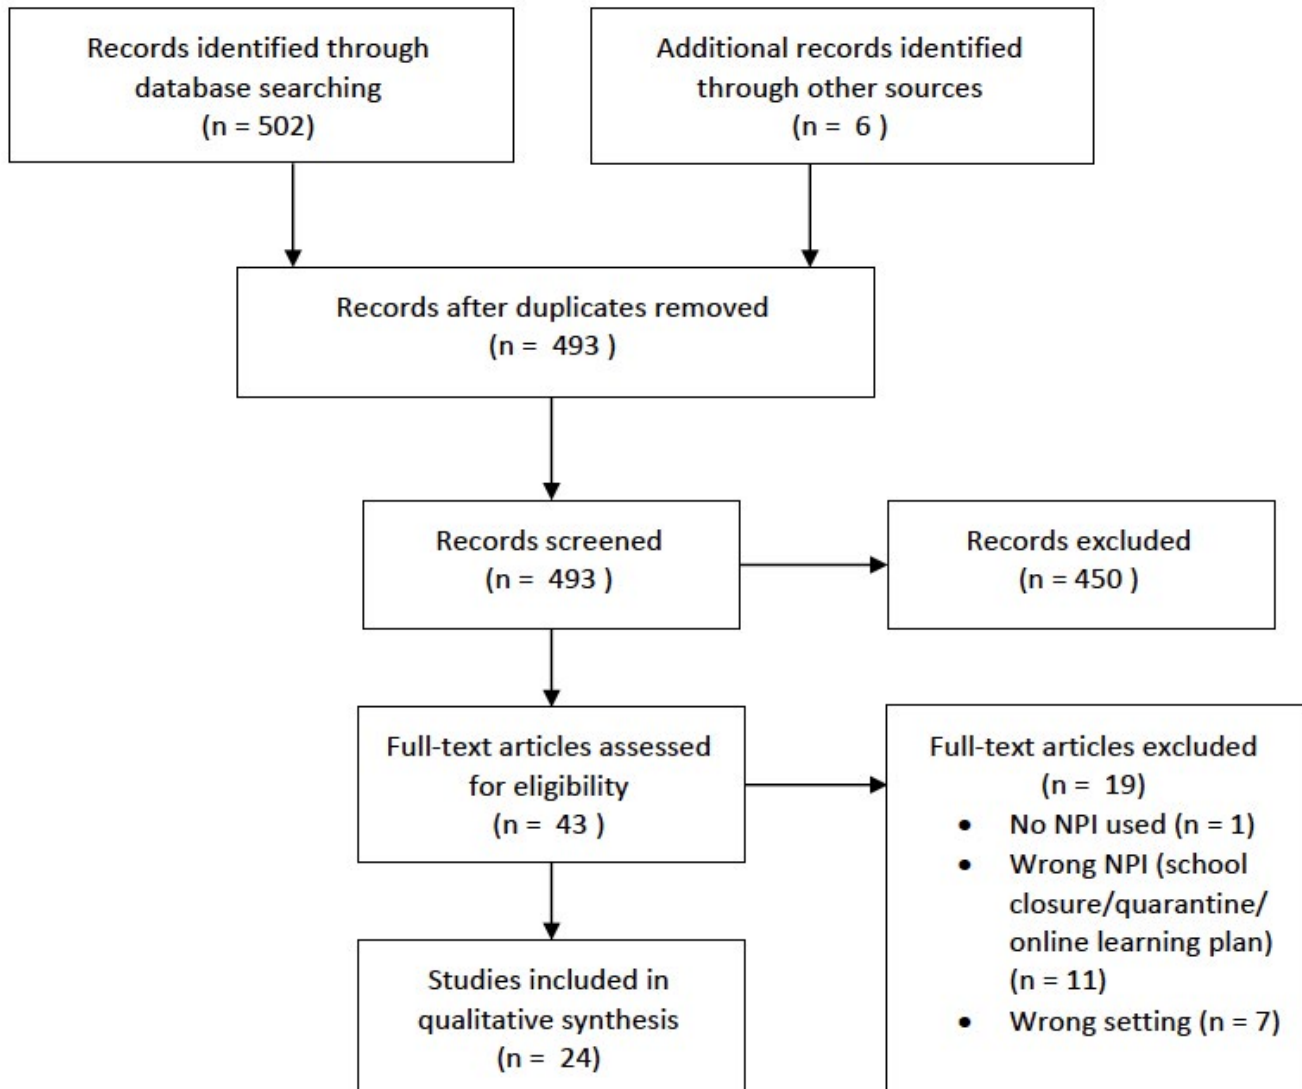 Records identified through
database searching
(n = 502)
Additional records identified
through other sources
(n =  6 )
Records after duplicates removed
(n =  493 )
Records screened
(n =  493 )
Records excluded
(n = 450 )
Full-text articles assessed
for eligibility
(n =  43 )
Full-text articles excluded
(n =  19)
• No NPI used (n = 1)
• Wrong NPI (school
closure/quarantine/
online learning plan)
(n = 11)
• Wrong setting (n = 7)
Studies included in
qualitative synthesis
(n =  24)